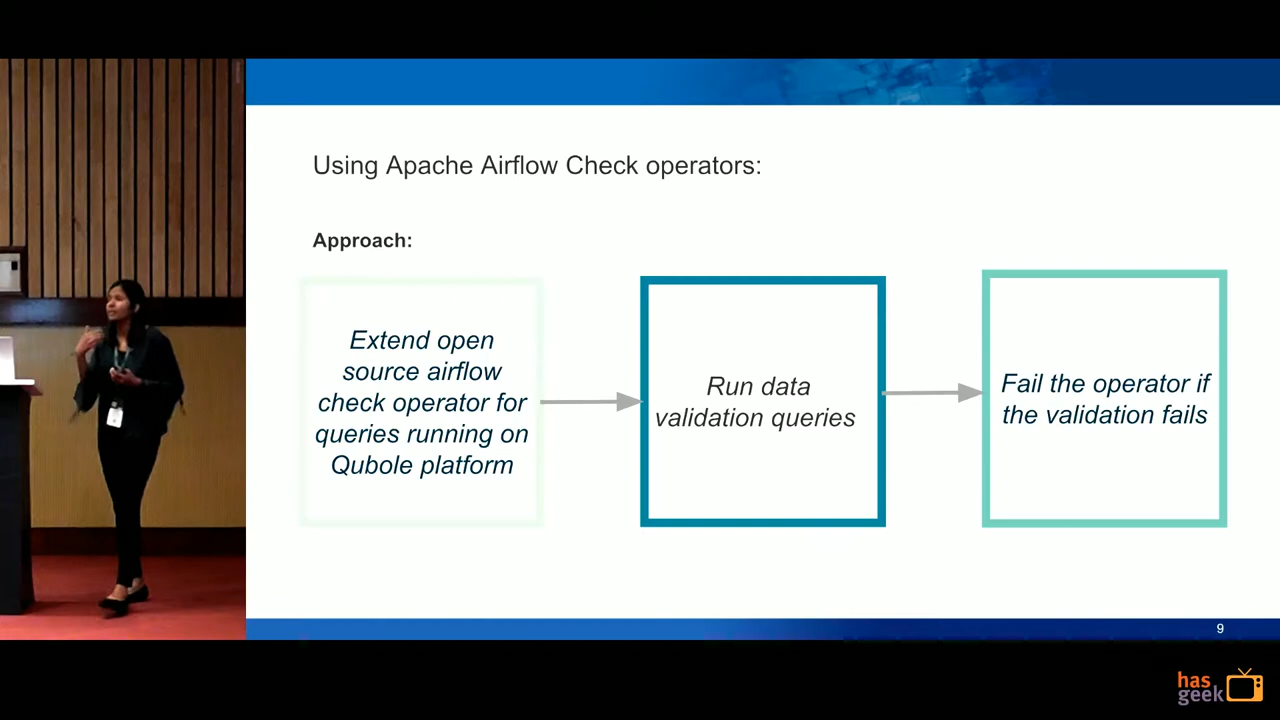 Using Apache Airflow Check operators:
Approach:
Extend open
source airflow
check operator for
queries running on
Qubole platform
Run data
validation queries
Fail the operator if
the validation fails
9
has
geek